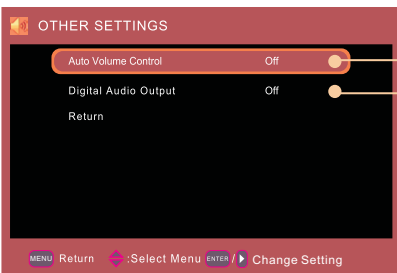 OTHER SETTINGS
Auto Volume Control Off
Digital Audio Output Off
Return
MENU Return :Select Menu ENTER / Change Setting